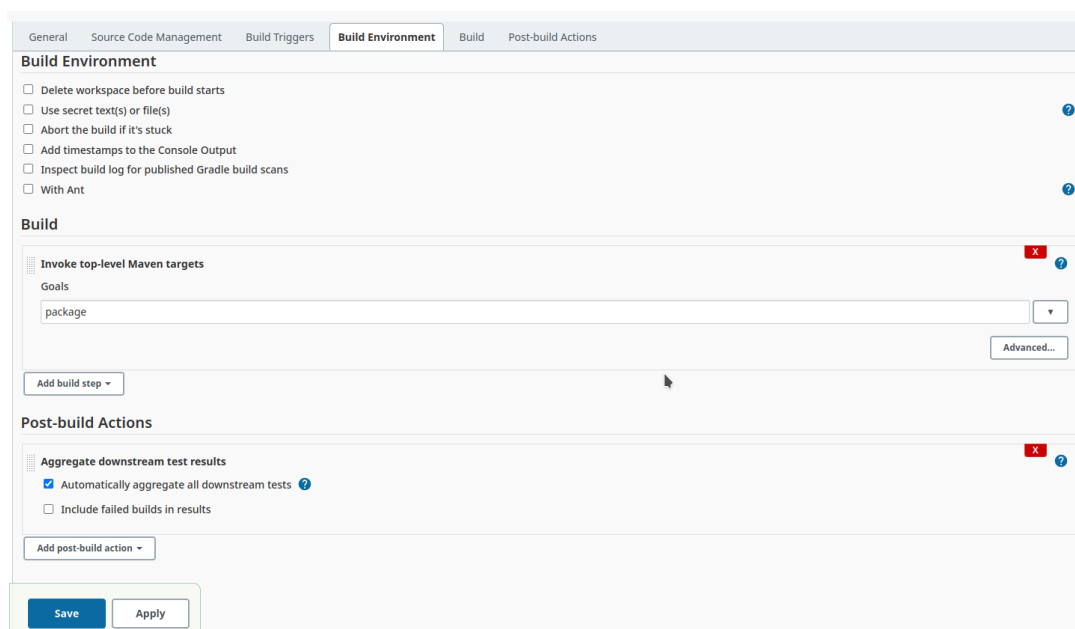 General Source Code Management Build Triggers Build Environment Build Post-build Actions
Build Environment
Delete workspace before build starts
Use secret text(s) or file(s) ?
Abort the build if it's stuck
Add timestamps to the Console Output
Inspect build log for published Gradle build scans
With Ant ?
Build
X
Invoke top-level Maven targets ?
Goals
package
Advanced...
Add build step
Post-build Actions
X
Aggregate downstream test results ?
Automatically aggregate all downstream tests ?
Include failed builds in results
Add post-build action
Save Apply